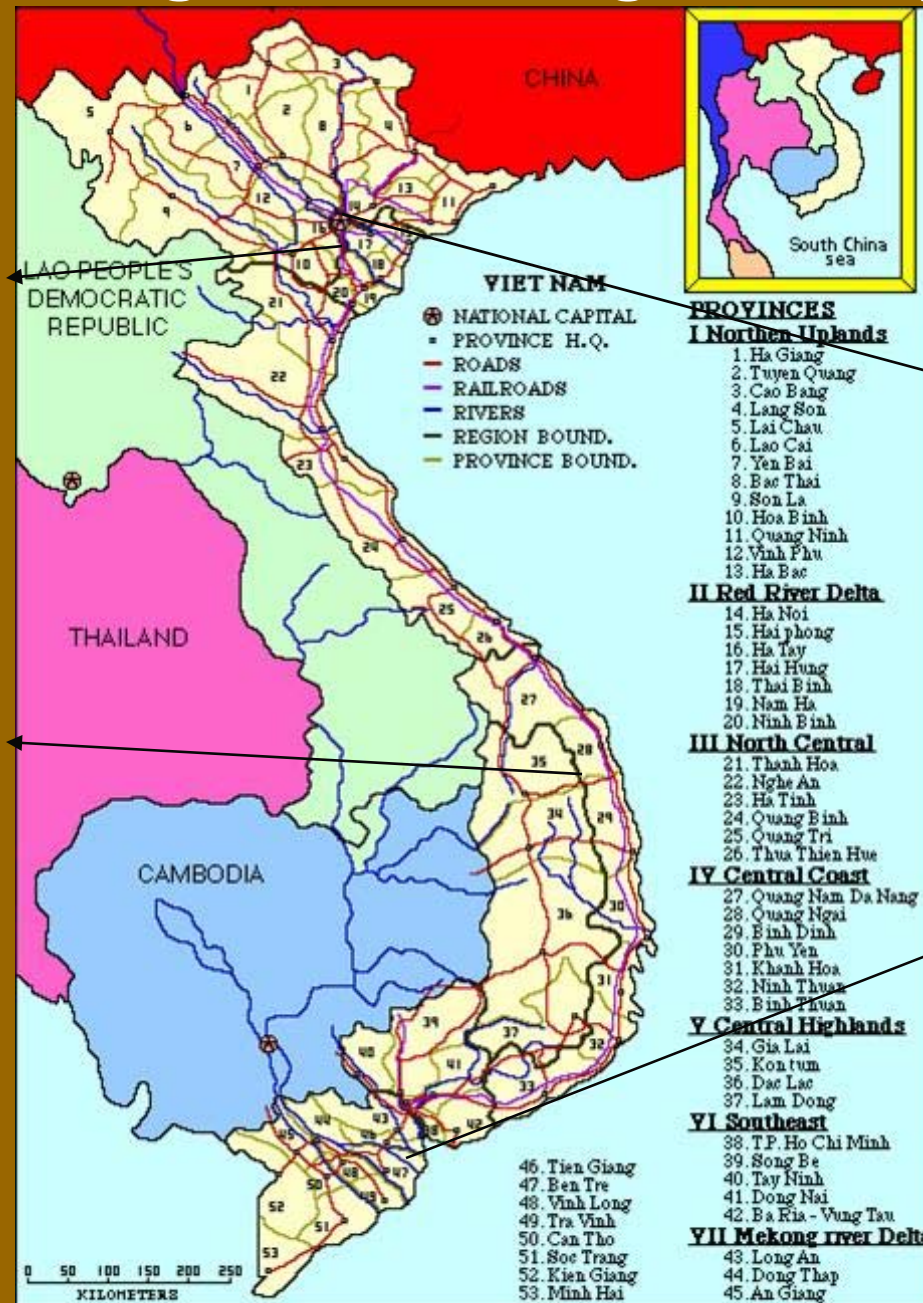 CHINA
South China
sea
LAO PEOPLE'S
DEMOCRATIC
REPUBLIC
THAILAND
CAMBODIA
VIET NAM
NATIONAL CAPITAL
PROVINCE H.Q.
ROADS
RAILROADS
RIVERS
REGION BOUND.
PROVINCE BOUND.
PROVINCES
I Northen Uplands
1. Ha Giang
2. Tuyen Quang
3. Cao Bang
4. Lang Son
5. Lai Chau
6. Lao Cai
7. Yen Bai
8. Bac Thai
9. Son La
10. Hoa Binh
11. Quang Ninh
12. Vinh Phu
13. Ha Bac
II Red River Delta
14. Ha Noi
15. Hai phong
16. Ha Tay
17. Hai Hung
18. Thai Binh
19. Nam Ha
20. Ninh Binh
III North Central
21. Thanh Hoa
22. Nghe An
23. Ha Tinh
24. Quang Binh
25. Quang Tri
26. Thua Thien Hue
IV Central Coast
27. Quang Nam Da Nang
28. Quang Ngai
29. Binh Dinh
30. Phu Yen
31. Khanh Hoa
32. Ninh Thuan
33. Binh Thuan
V Central Highlands
34. Gia Lai
35. Kontum
36. Dac Lac
37. Lam Dong
VI Southeast
38. T.P. Ho Chi Minh
39. Song Be
40. Tay Ninh
41. Dong Nai
42. Ba Ria - Vung Tau
VII Mekong river Delta
43. Long An
44. Dong Thap
45. An Giang
46. Tien Giang
47. Ben Tre
48. Vinh Long
49. Tra Vinh
50. Can Tho
51. Soc Trang
52. Kien Giang
53. Minh Hai
0 50 100 150 200 250
KILOMETERS